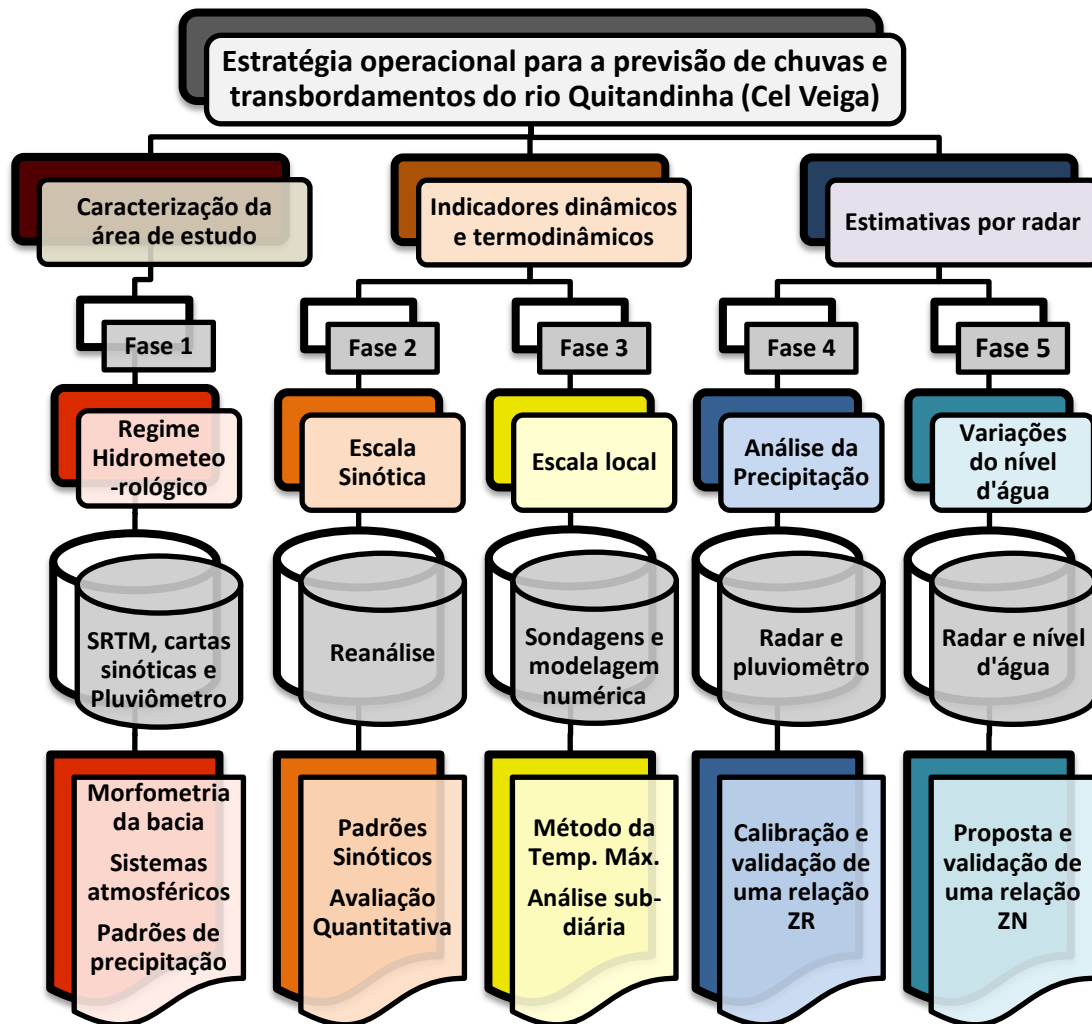 Estratégia operacional para a previsão de chuvas e
transbordamentos do rio Quitandinha (Cel Veiga)
Caracterização da
área de estudo
Indicadores dinâmicos
e termodinâmicos
Estimativas por radar
Fase 1
Fase 2
Fase 3
Fase 4
Fase 5
Regime
Hidrometeo
-rológico
Escala
Sinótica
Escala local
Análise da
Precipitação
Variações
do nível
d'água
SRTM, cartas
sinóticas e
Pluviômetro
Reanálise
Sondagens e
modelagem
numérica
Radar e
pluviomêtro
Radar e nível
d'água
Morfometria
da bacia
Sistemas
atmosféricos
Padrões de
precipitação
Padrões
Sinóticos
Avaliação
Quantitativa
Método da
Temp. Máx.
Análise sub-
diária
Calibração e
validação de
uma relação
ZR
Proposta e
validação de
uma relação
ZN